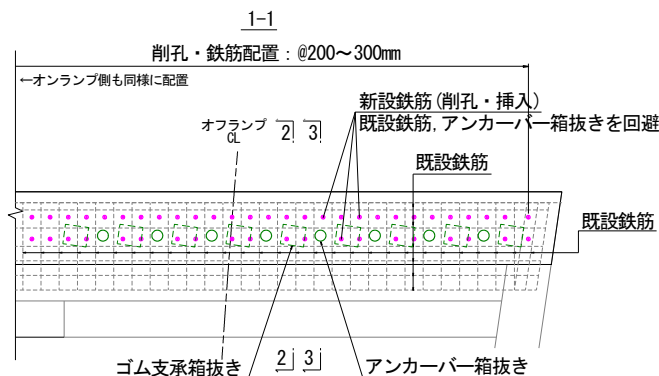 1-1
削孔・鉄筋配置：@200～300mm
←オンランプ側も同様に配置
新設鉄筋(削孔・挿入)
既設鉄筋,アンカーバー箱抜きを回避
オフランプ
CL
2 3
既設鉄筋
既設鉄筋
2 3
ゴム支承箱抜き
アンカーバー箱抜き